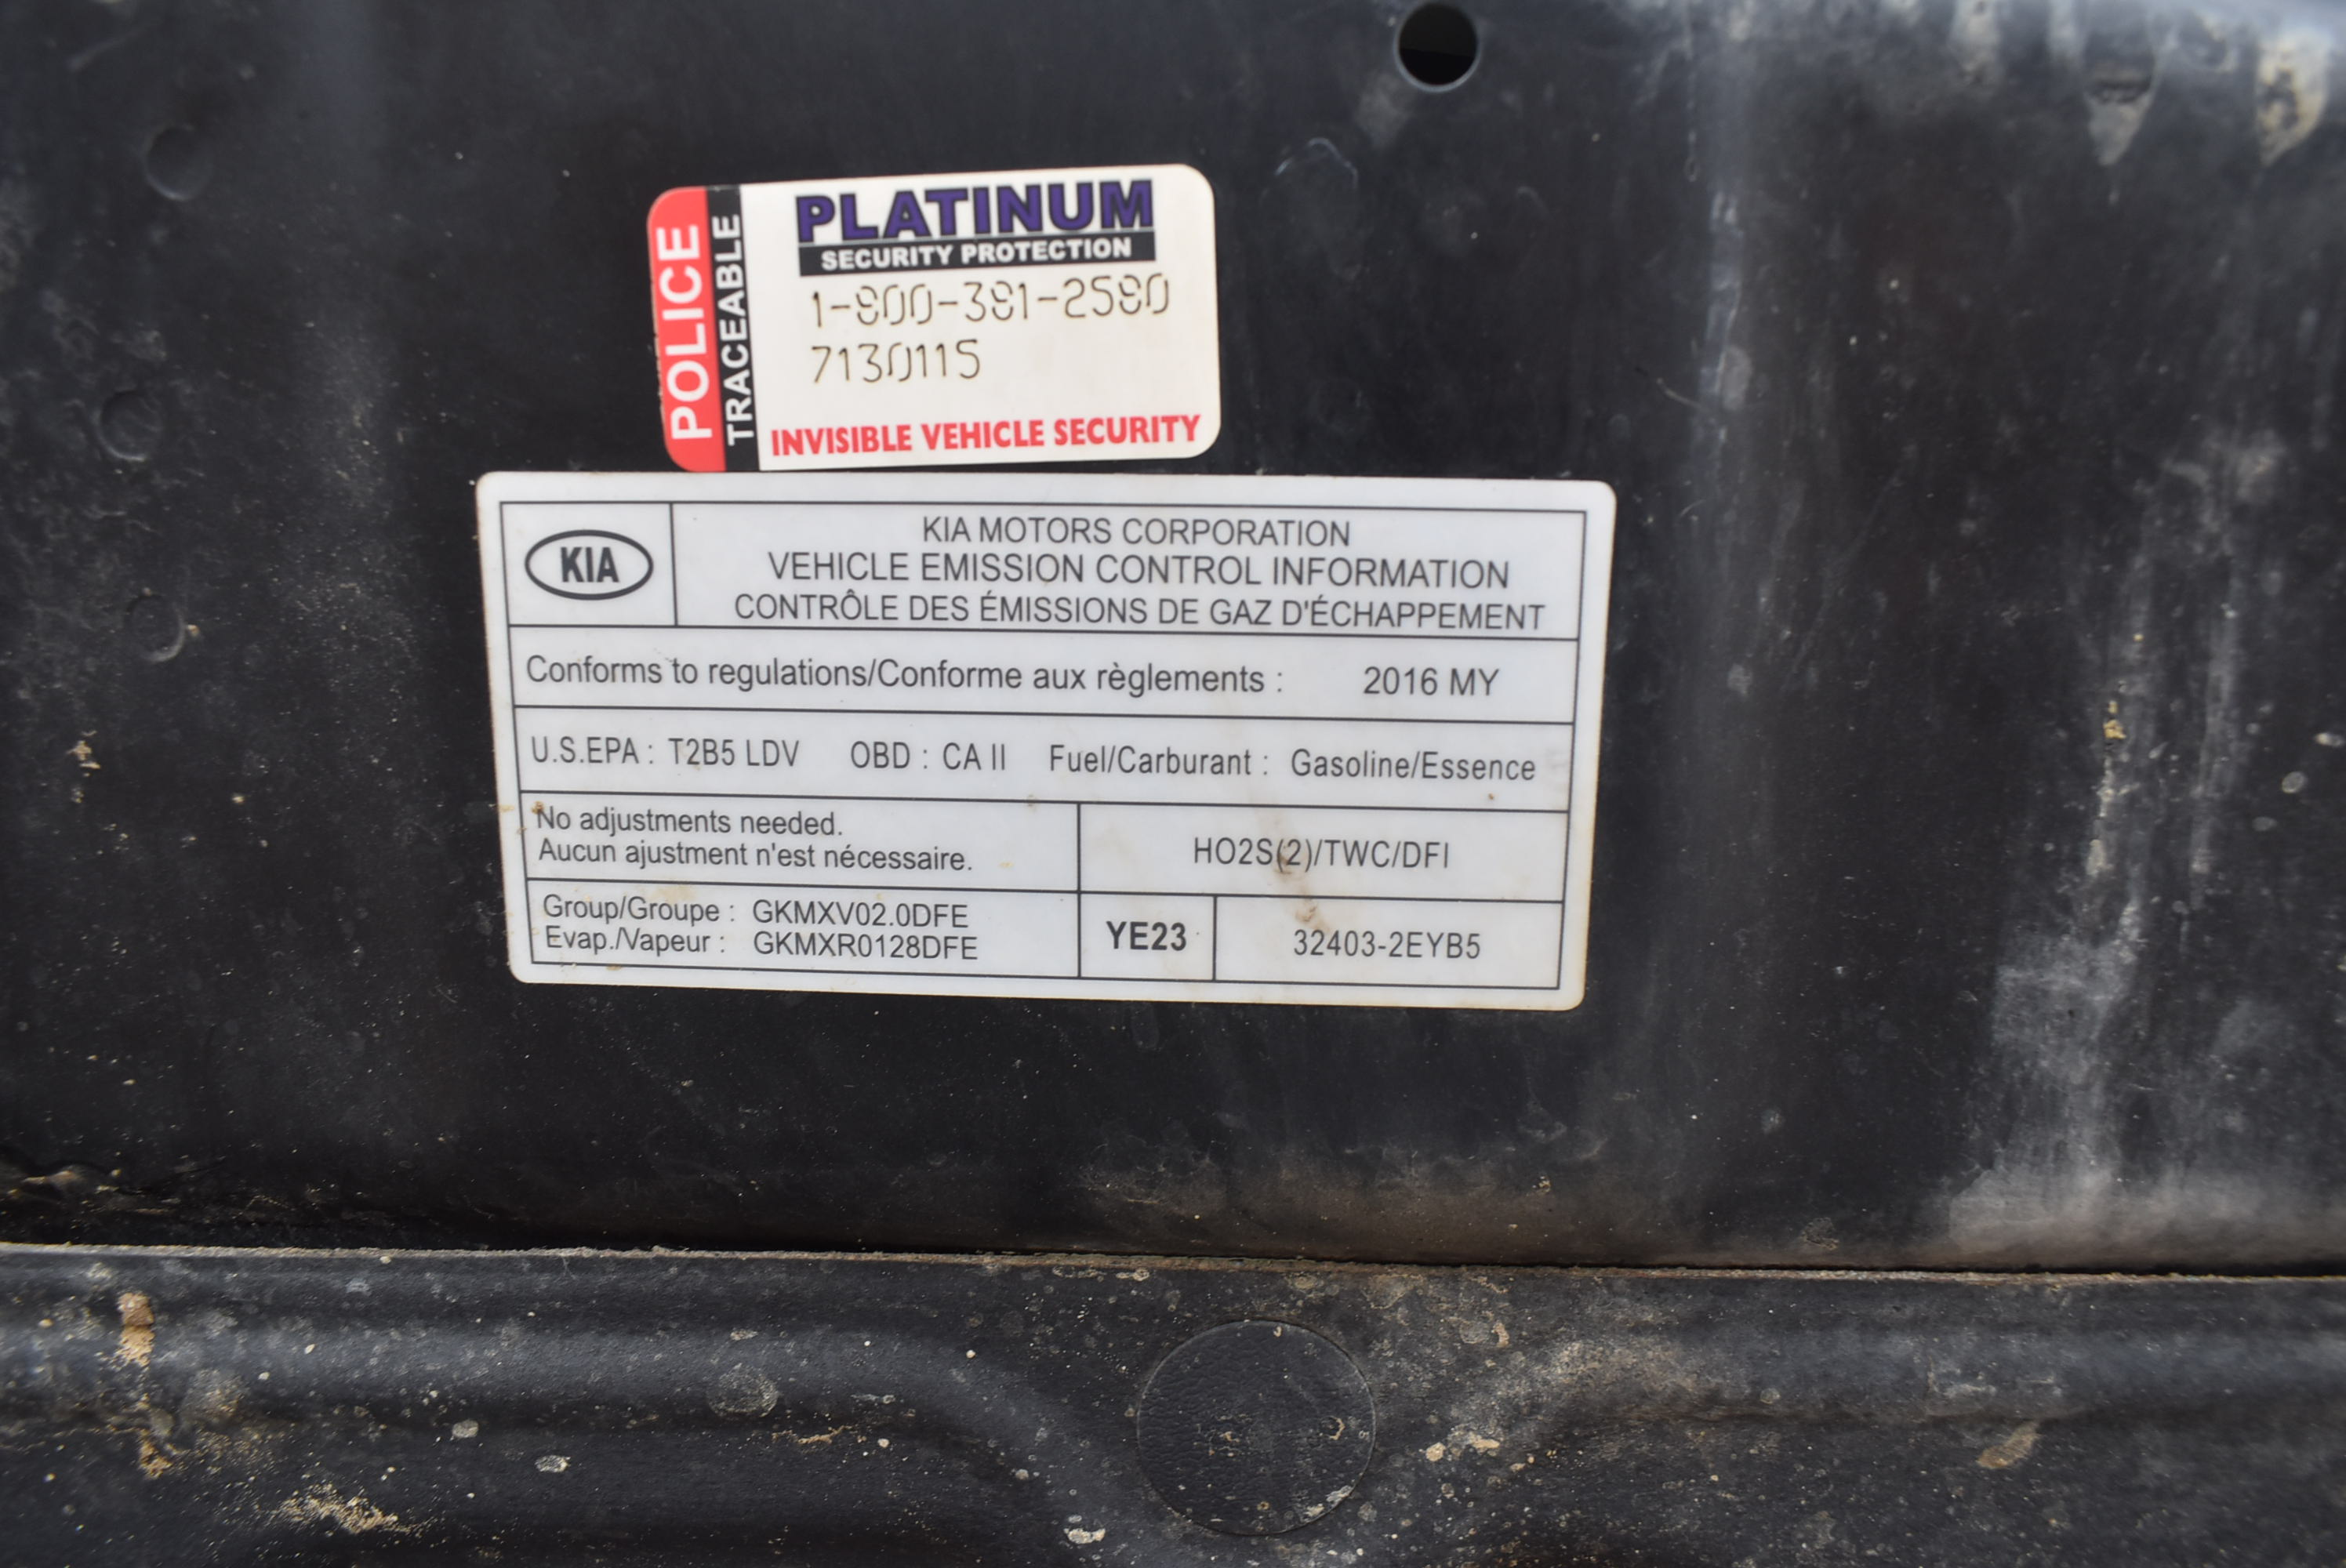 POLICE
TRACEABLE
PLATINUM
SECURITY PROTECTION
1-800-381-2580
7130115
INVISIBLE VEHICLE SECURITY
KIA
KIA MOTORS CORPORATION
VEHICLE EMISSION CONTROL INFORMATION
CONTRÔLE DES ÉMISSIONS DE GAZ D'ÉCHAPPEMENT
Conforms to regulations/Conforme aux règlements : 2016 MY
U.S.EPA : T2B5 LDV OBD : CA II Fuel/Carburant : Gasoline/Essence
No adjustments needed.
Aucun ajustment n'est nécessaire.
HO2S(2)/TWC/DFI
Group/Groupe : GKMXV02.0DFE
Evap./Vapeur : GKMXR0128DFE
YE23
32403-2EYB5